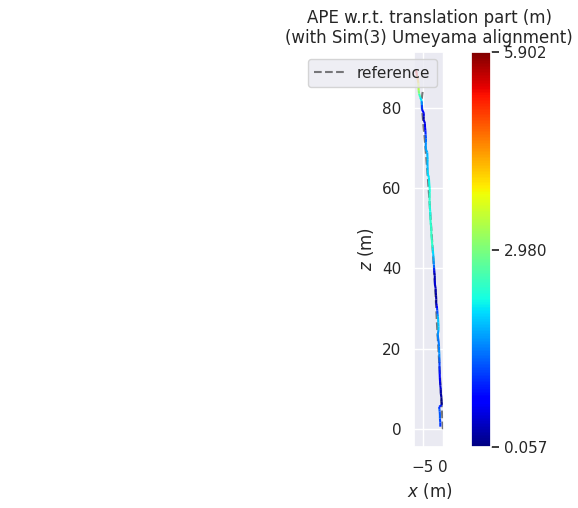 APE w.r.t. translation part (m)
(with Sim(3) Umeyama alignment)
reference
5.902
2.980
0.057
80
60
40
20
0
z (m)
−5 0
x (m)